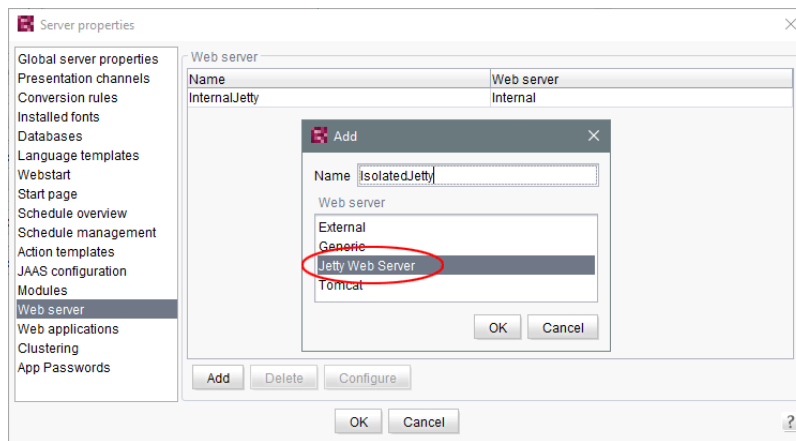 Server properties
Global server properties
Presentation channels
Conversion rules
Installed fonts
Databases
Language templates
Webstart
Start page
Schedule overview
Schedule management
Action templates
JAAS configuration
Modules
Web server
Web applications
Clustering
App Passwords
Web server
Name Web server
InternalJetty Internal
Add
Name IsolatedJetty
Web server
External
Generic
Jetty Web Server
Tomcat
OK Cancel
Add Delete Configure
OK Cancel ?